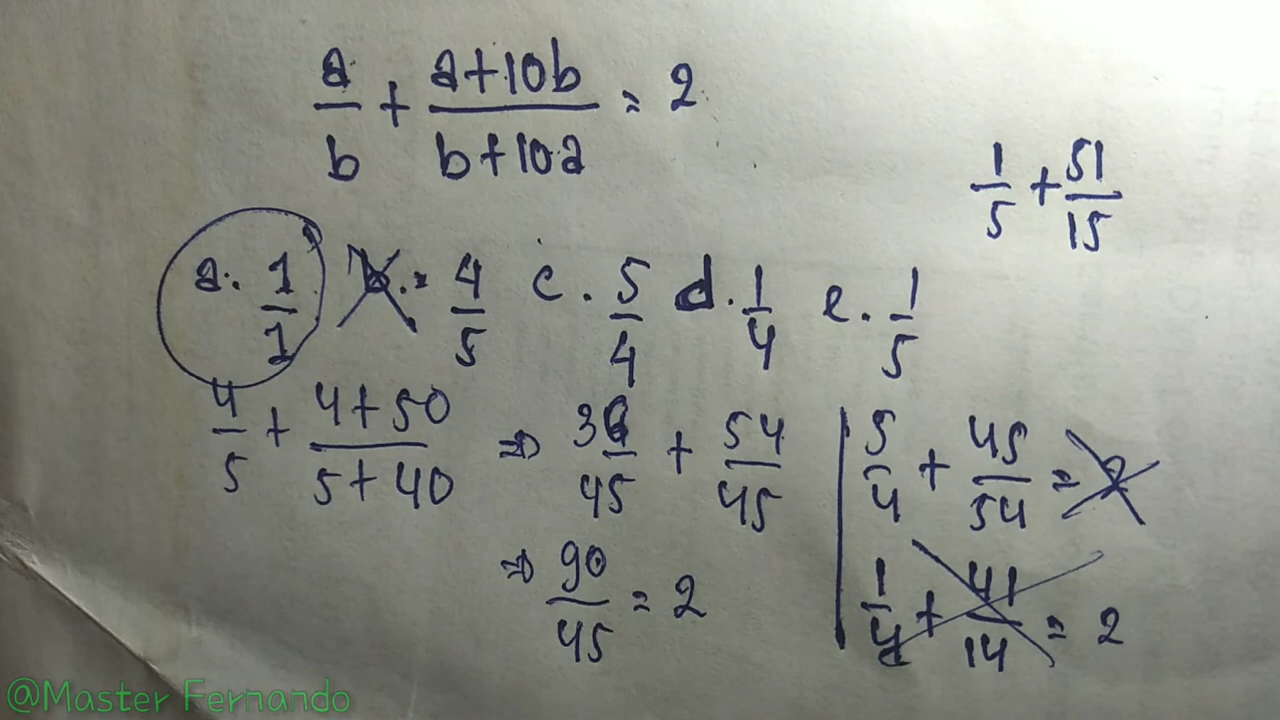 a/b + (a+10b)/(b+10a) = 2
1/5 + 51/15
a. 1/1 b. 4/5 c. 5/4 d. 1/4 e. 1/5
4/5 + (4+50)/(5+40) ⇒ 36/45 + 54/45
⇒ 90/45 = 2
5/4 + 45/54 = 2
1/4 + 41/14 = 2
@Master Fernando